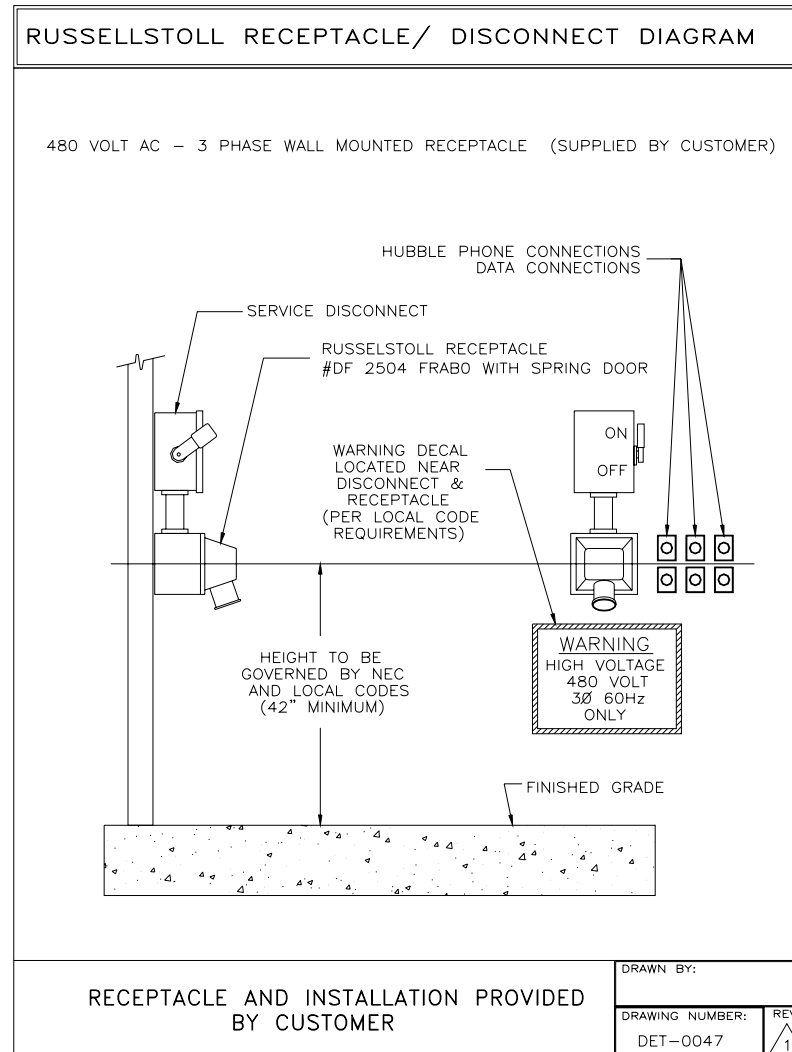 RUSSELLSTOLL RECEPTACLE/ DISCONNECT DIAGRAM
480 VOLT AC – 3 PHASE WALL MOUNTED RECEPTACLE (SUPPLIED BY CUSTOMER)
HUBBLE PHONE CONNECTIONS
DATA CONNECTIONS
SERVICE DISCONNECT
RUSSELSTOLL RECEPTACLE
#DF 2504 FRAB0 WITH SPRING DOOR
ON
OFF
WARNING DECAL
LOCATED NEAR
DISCONNECT &
RECEPTACLE
(PER LOCAL CODE
REQUIREMENTS)
HEIGHT TO BE
GOVERNED BY NEC
AND LOCAL CODES
(42" MINIMUM)
WARNING
HIGH VOLTAGE
480 VOLT
3Ø 60Hz
ONLY
FINISHED GRADE
RECEPTACLE AND INSTALLATION PROVIDED
BY CUSTOMER
DRAWN BY:
DRAWING NUMBER:
DET–0047
REV
1